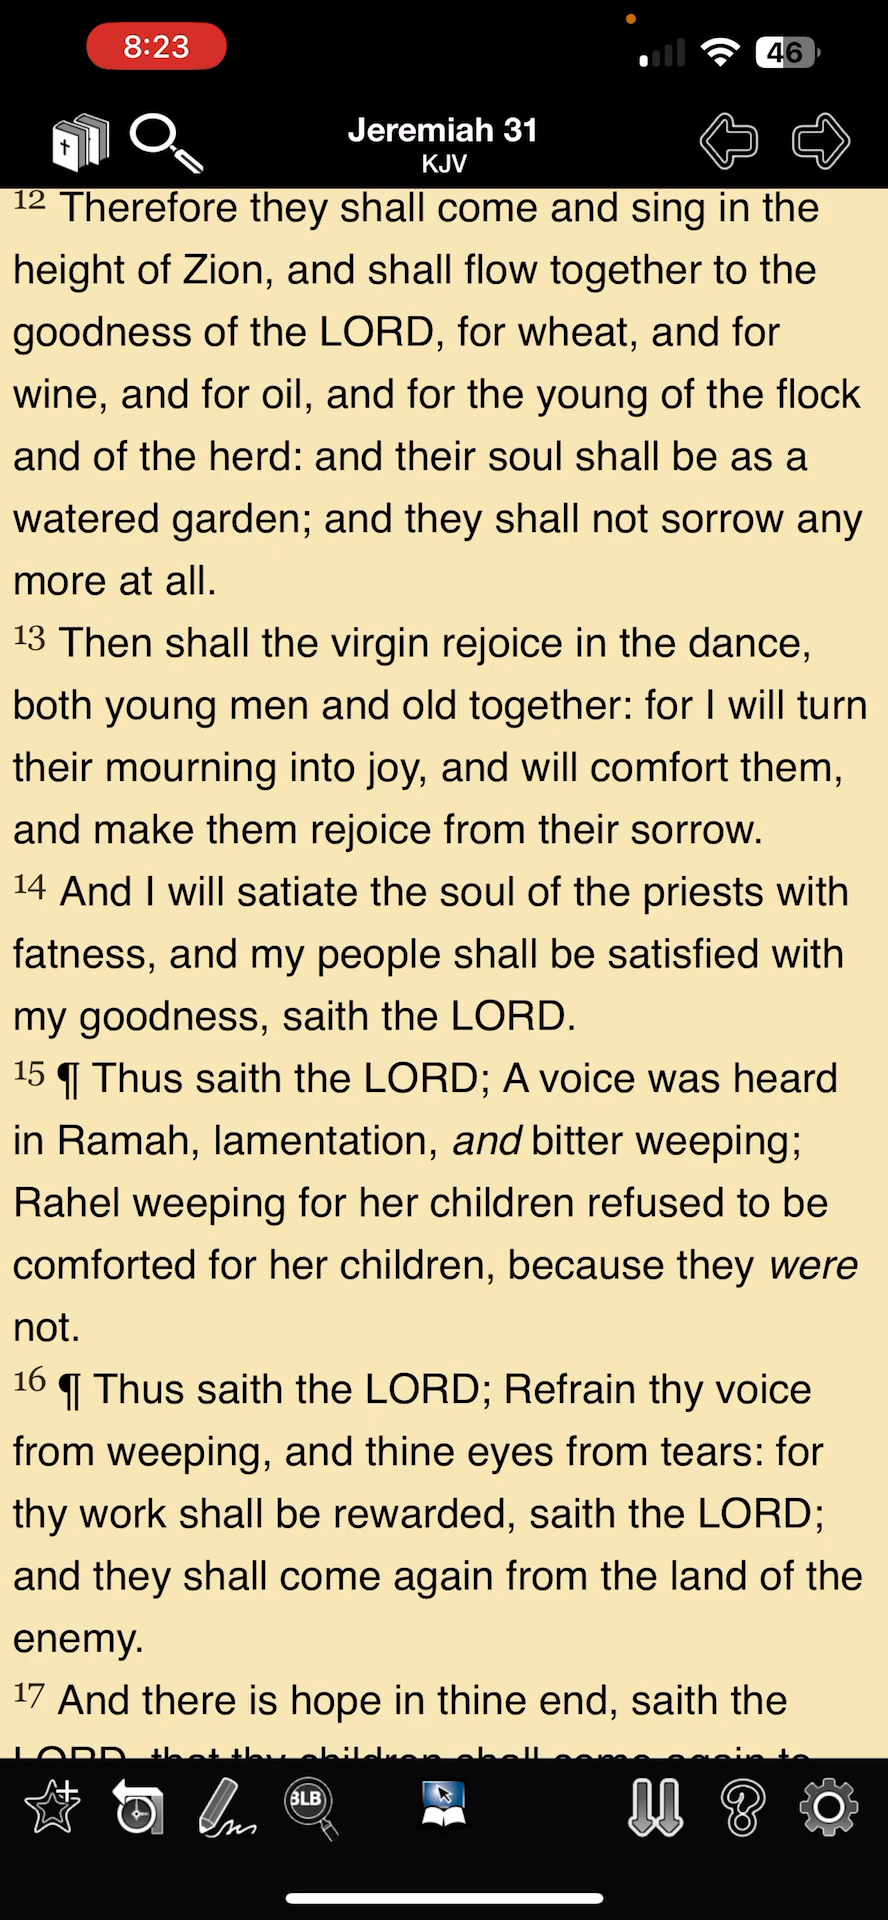 8:23
46
Jeremiah 31
KJV
12 Therefore they shall come and sing in the
height of Zion, and shall flow together to the
goodness of the LORD, for wheat, and for
wine, and for oil, and for the young of the flock
and of the herd: and their soul shall be as a
watered garden; and they shall not sorrow any
more at all.
13 Then shall the virgin rejoice in the dance,
both young men and old together: for I will turn
their mourning into joy, and will comfort them,
and make them rejoice from their sorrow.
14 And I will satiate the soul of the priests with
fatness, and my people shall be satisfied with
my goodness, saith the LORD.
15 ¶ Thus saith the LORD; A voice was heard
in Ramah, lamentation, and bitter weeping;
Rahel weeping for her children refused to be
comforted for her children, because they were
not.
16 ¶ Thus saith the LORD; Refrain thy voice
from weeping, and thine eyes from tears: for
thy work shall be rewarded, saith the LORD;
and they shall come again from the land of the
enemy.
17 And there is hope in thine end, saith the
LORD, that thy children shall come again to
BLB